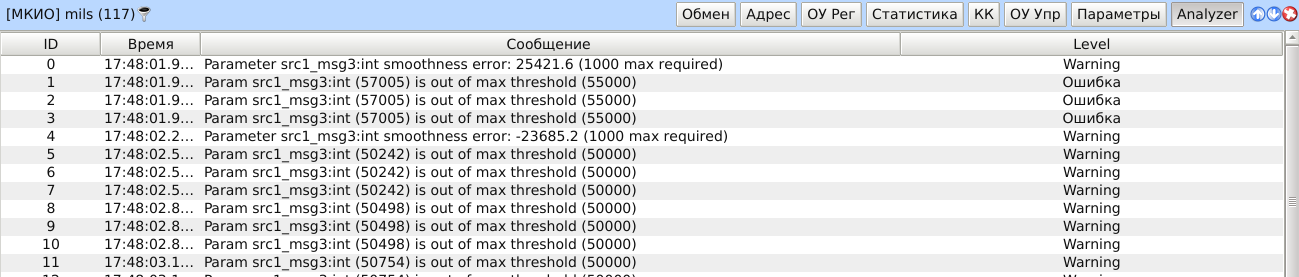 [МКИО] mils (117) Обмен Адрес ОУ Рег Статистика КК ОУ Упр Параметры Analyzer
ID Время Сообщение Level
0 17:48:01.9... Parameter src1_msg3:int smoothness error: 25421.6 (1000 max required) Warning
1 17:48:01.9... Param src1_msg3:int (57005) is out of max threshold (55000) Ошибка
2 17:48:01.9... Param src1_msg3:int (57005) is out of max threshold (55000) Ошибка
3 17:48:01.9... Param src1_msg3:int (57005) is out of max threshold (55000) Ошибка
4 17:48:02.2... Parameter src1_msg3:int smoothness error: -23685.2 (1000 max required) Warning
5 17:48:02.5... Param src1_msg3:int (50242) is out of max threshold (50000) Warning
6 17:48:02.5... Param src1_msg3:int (50242) is out of max threshold (50000) Warning
7 17:48:02.5... Param src1_msg3:int (50242) is out of max threshold (50000) Warning
8 17:48:02.8... Param src1_msg3:int (50498) is out of max threshold (50000) Warning
9 17:48:02.8... Param src1_msg3:int (50498) is out of max threshold (50000) Warning
10 17:48:02.8... Param src1_msg3:int (50498) is out of max threshold (50000) Warning
11 17:48:03.1... Param src1_msg3:int (50754) is out of max threshold (50000) Warning